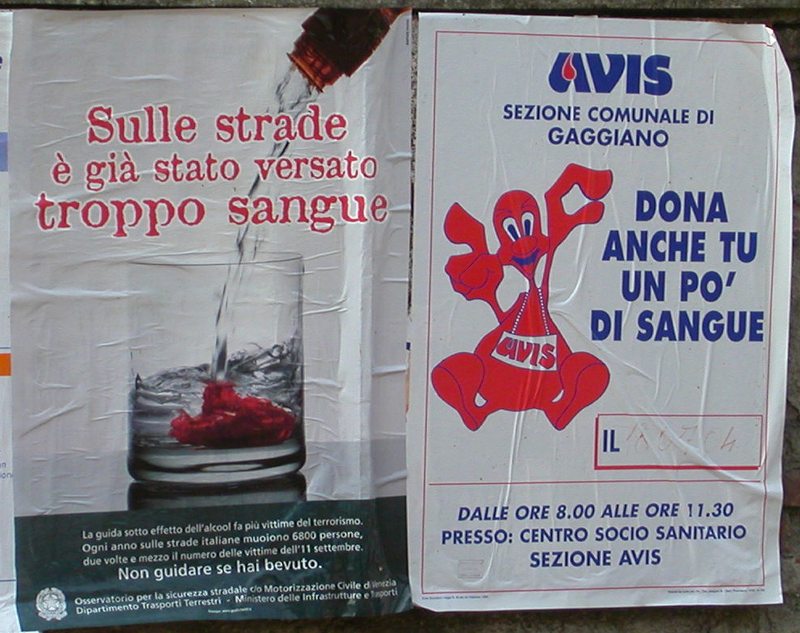 Sulle strade
è già stato versato
troppo sangue
La guida sotto effetto dell'alcool fa più vittime del terrorismo.
Ogni anno sulle strade italiane muoiono 6800 persone,
due volte e mezzo il numero delle vittime dell'11 settembre.
Non guidare se hai bevuto.
Osservatorio per la sicurezza stradale c/o Motorizzazione Civile di Venezia
Dipartimento Trasporti Terrestri - Ministero delle Infrastrutture e Trasporti
AVIS
SEZIONE COMUNALE DI
GAGGIANO
DONA
ANCHE TU
UN PO'
DI SANGUE
AVIS
IL
DALLE ORE 8.00 ALLE ORE 11.30
PRESSO: CENTRO SOCIO SANITARIO
SEZIONE AVIS